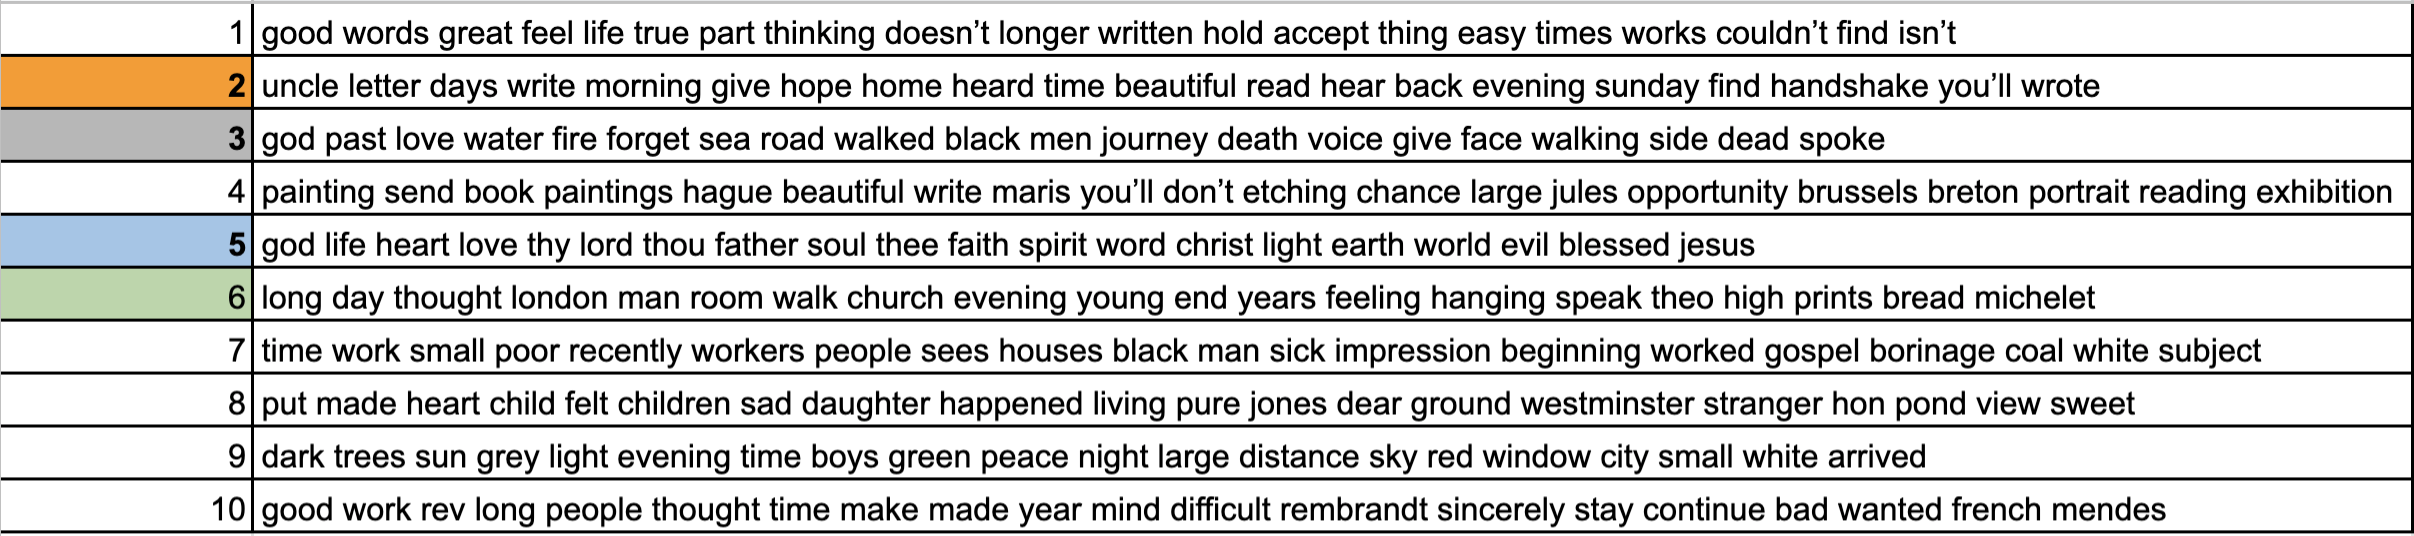 1 good words great feel life true part thinking doesn’t longer written hold accept thing easy times works couldn’t find isn’t
2 uncle letter days write morning give hope home heard time beautiful read hear back evening sunday find handshake you’ll wrote
3 god past love water fire forget sea road walked black men journey death voice give face walking side dead spoke
4 painting send book paintings hague beautiful write maris you’ll don’t etching chance large jules opportunity brussels breton portrait reading exhibition
5 god life heart love thy lord thou father soul thee faith spirit word christ light earth world evil blessed jesus
6 long day thought london man room walk church evening young end years feeling hanging speak theo high prints bread michelet
7 time work small poor recently workers people sees houses black man sick impression beginning worked gospel borinage coal white subject
8 put made heart child felt children sad daughter happened living pure jones dear ground westminster stranger hon pond view sweet
9 dark trees sun grey light evening time boys green peace night large distance sky red window city small white arrived
10 good work rev long people thought time make made year mind difficult rembrandt sincerely stay continue bad wanted french mendes